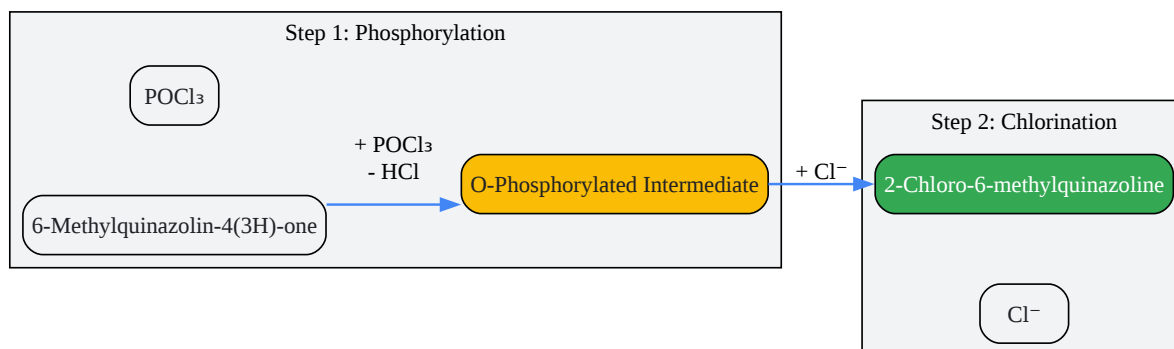 Step 1: Phosphorylation
POCl₃
+ POCl₃
- HCl
O-Phosphorylated Intermediate
6-Methylquinazolin-4(3H)-one
+ Cl⁻
Step 2: Chlorination
2-Chloro-6-methylquinazoline
Cl⁻